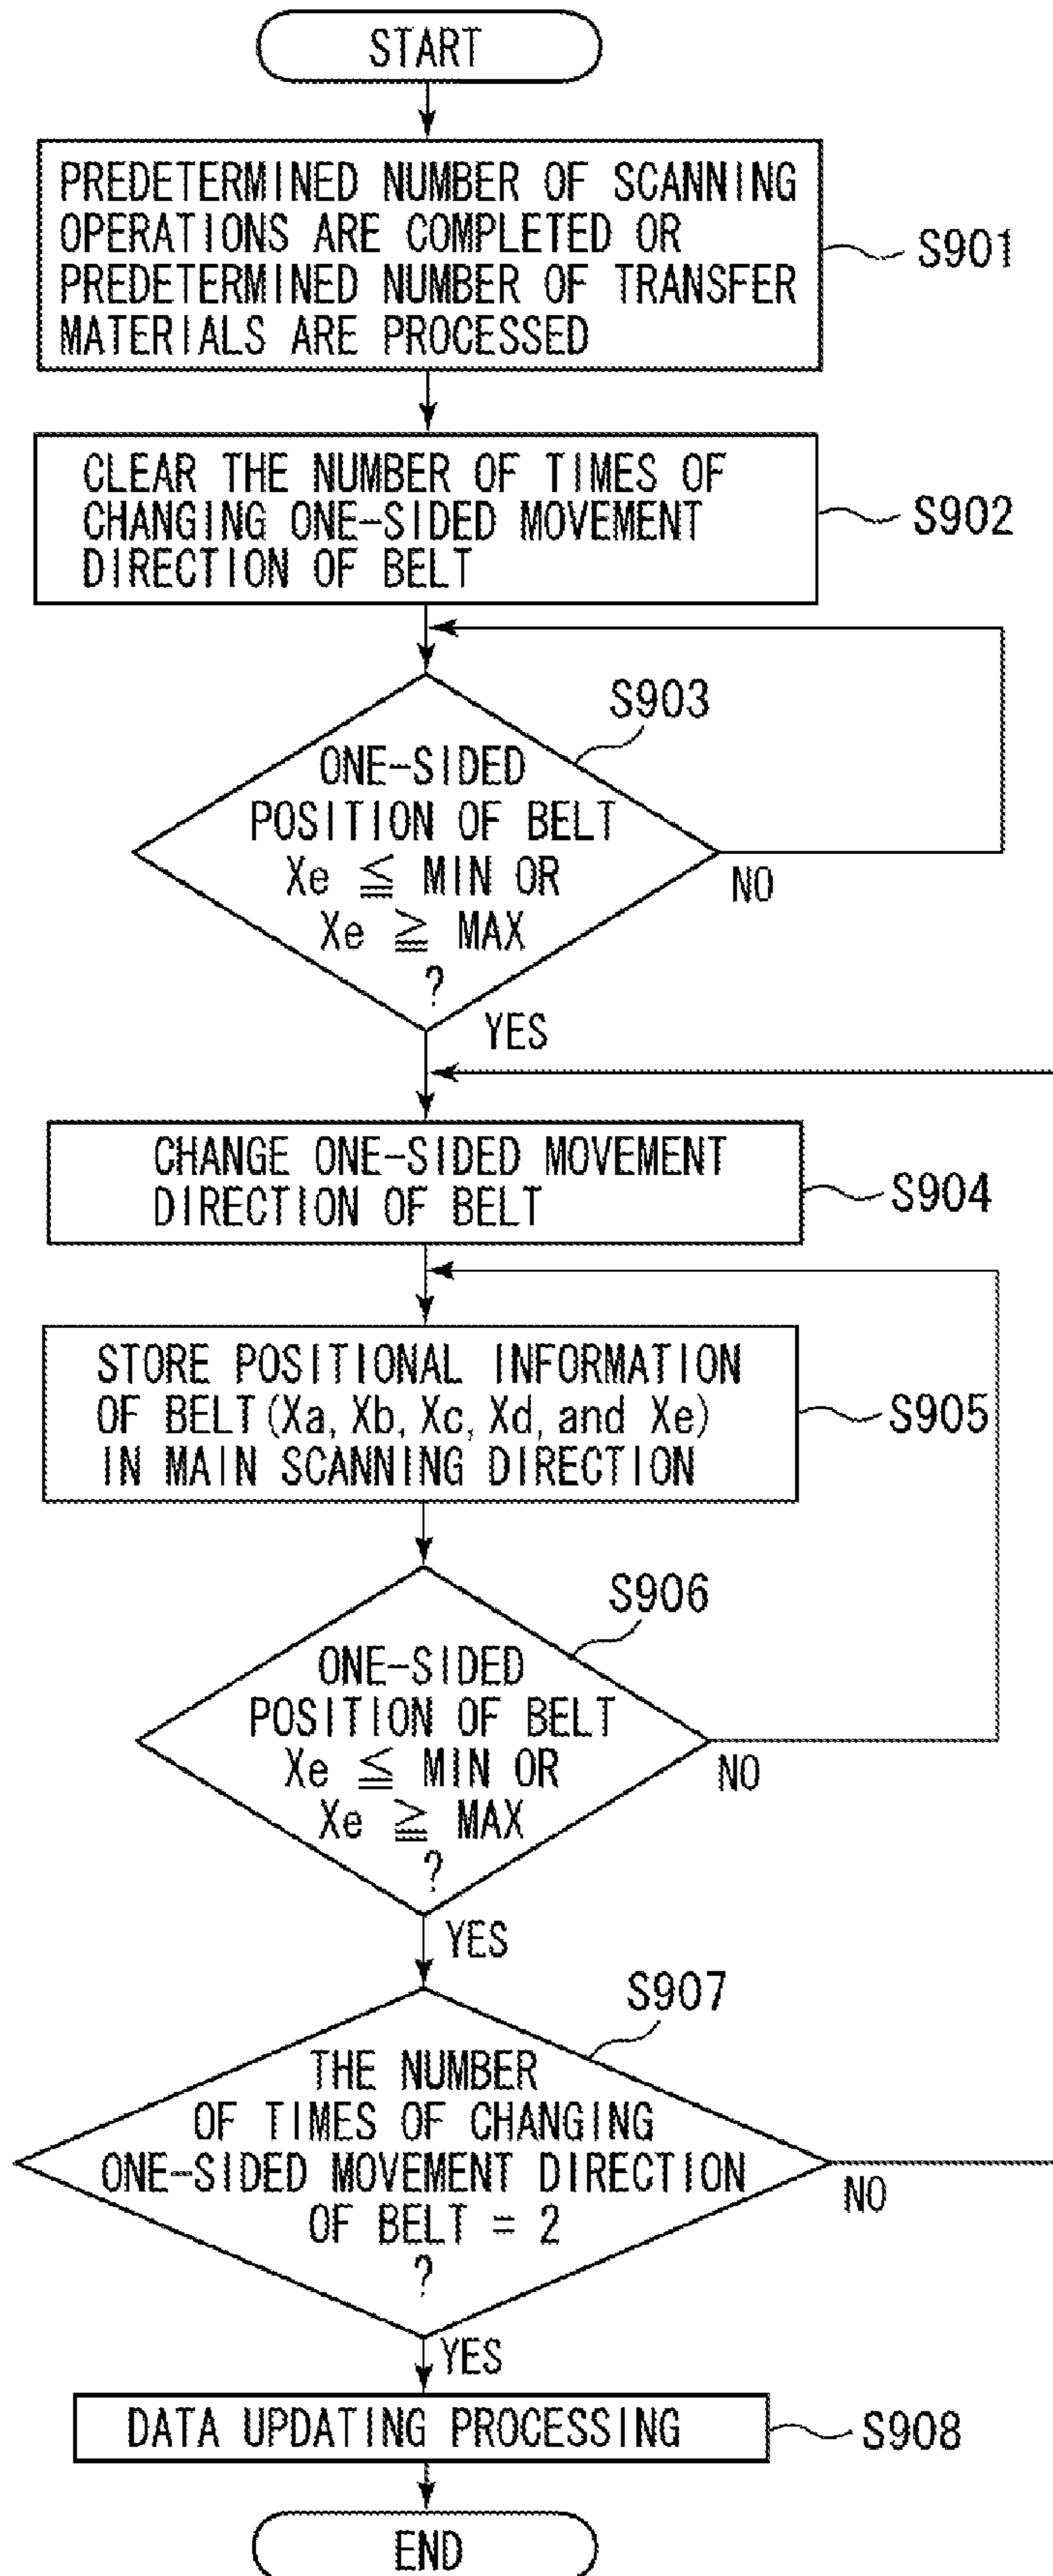 START
PREDETERMINED NUMBER OF SCANNING
OPERATIONS ARE COMPLETED OR
PREDETERMINED NUMBER OF TRANSFER
MATERIALS ARE PROCESSED
S901
CLEAR THE NUMBER OF TIMES OF
CHANGING ONE-SIDED MOVEMENT
DIRECTION OF BELT
S902
S903
ONE-SIDED
POSITION OF BELT
Xe ≦ MIN OR
Xe ≧ MAX
?
NO
YES
CHANGE ONE-SIDED MOVEMENT
DIRECTION OF BELT
S904
STORE POSITIONAL INFORMATION
OF BELT(Xa, Xb, Xc, Xd, and Xe)
IN MAIN SCANNING DIRECTION
S905
S906
ONE-SIDED
POSITION OF BELT
Xe ≦ MIN OR
Xe ≧ MAX
?
NO
YES
S907
THE NUMBER
OF TIMES OF CHANGING
ONE-SIDED MOVEMENT DIRECTION
OF BELT = 2
?
NO
YES
DATA UPDATING PROCESSING
S908
END